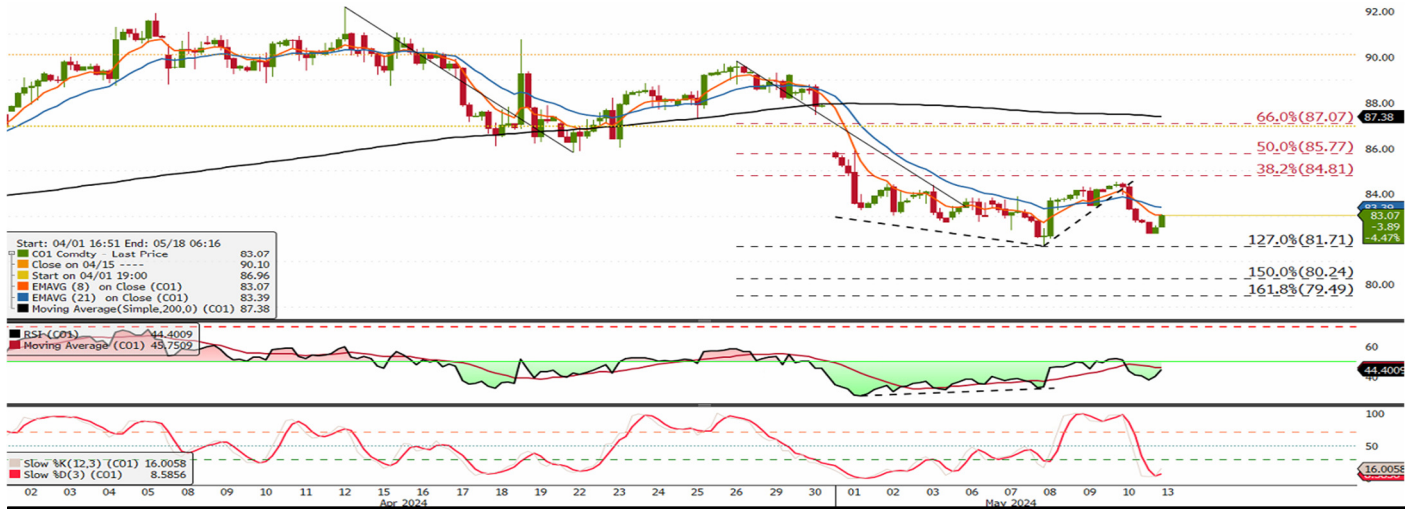 92.00
90.00
88.00
87.38
86.00
84.00
83.07
-3.89
-4.47%
80.00
66.0%(87.07)
50.0%(85.77)
38.2%(84.81)
127.0%(81.71)
150.0%(80.24)
161.8%(79.49)
Start: 04/01 16:51 End: 05/18 06:16
CO1 Comdty - Last Price 83.07
Close on 04/15 ---- 90.10
Start on 04/01 19:00 86.96
EMAVG (8) on Close (CO1) 83.07
EMAVG (21) on Close (CO1) 83.39
Moving Average(Simple,200,0) (CO1) 87.38
RSI (CO1) 44.4009
Moving Average (CO1) 45.7509
60
44.4009
Slow %K(12,3) (CO1) 16.0058
Slow %D(3) (CO1) 8.5856
100
50
16.0058
02 03 04 05 08 09 10 11 12 15 16 17 18 19 22 23 24 25 26 29 30 01 02 03 06 07 08 09 10 13
Apr 2024 May 2024